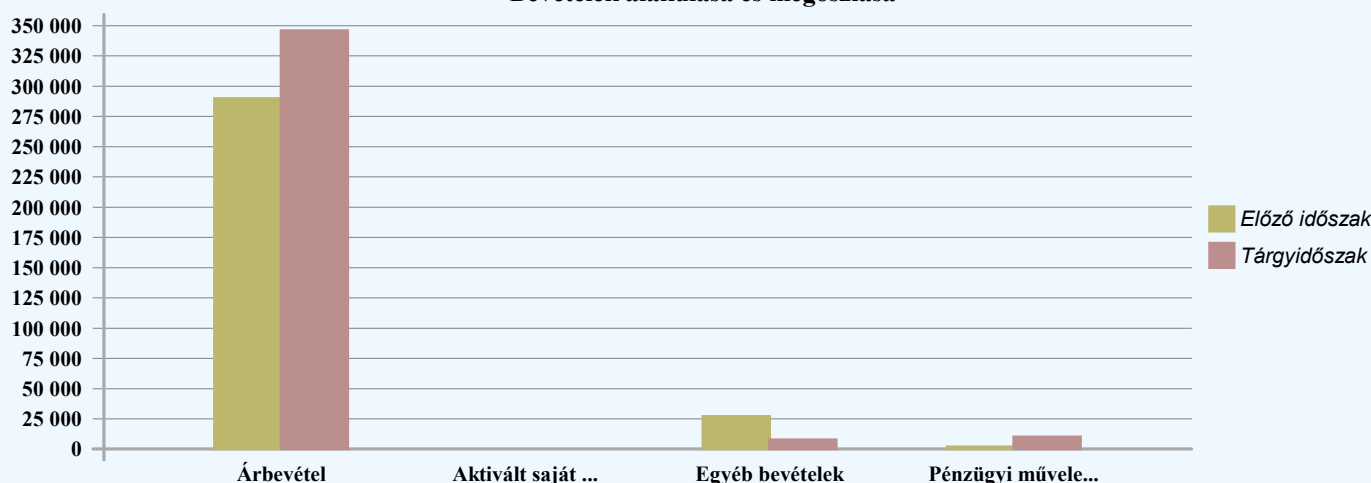 350 000
325 000
300 000
275 000
250 000
225 000
200 000
175 000
150 000
125 000
100 000
75 000
50 000
25 000
0
Árbevétel
Aktivált saját ...
Egyéb bevételek
Pénzügyi művele...
Előző időszak
Tárgyidőszak